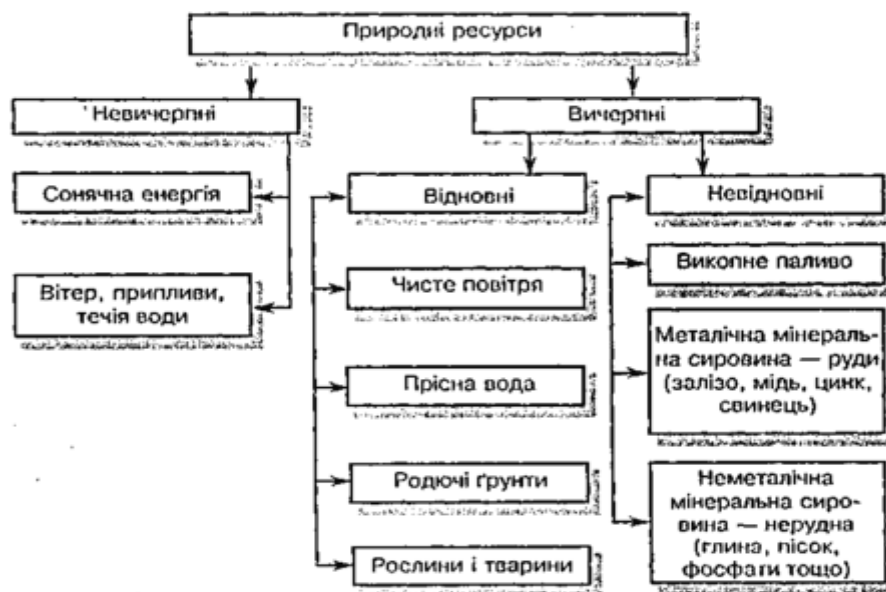 Природні ресурси
Невичерпні
Вичерпні
Сонячна енергія
Вітер, припливи,
течія води
Відновні
Чисте повітря
Прісна вода
Родючі ґрунти
Рослини і тварини
Невідновні
Викопне паливо
Металічна мінераль-
на сировина — руди
(залізо, мідь, цинк,
свинець)
Неметалічна
мінеральна сиро-
вина — нерудна
(глина, пісок,
фосфати тощо)